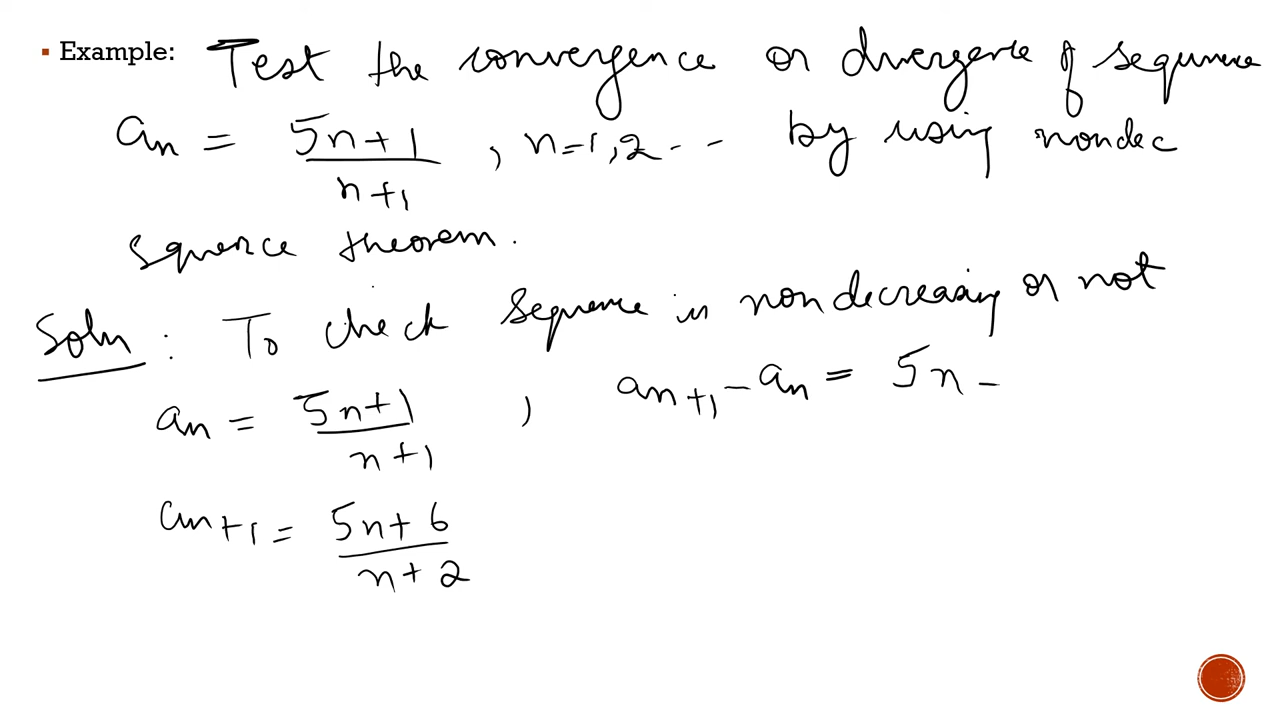 ▪ Example: Test the convergence or divergence of sequence
an = 5n+1 / n+1 , n=1,2 - - by using nondec
sequence theorem.
Soln : To check sequence is nondecreasing or not
an = 5n+1 / n+1 , an+1 - an = 5n -
an+1 = 5n+6 / n+2